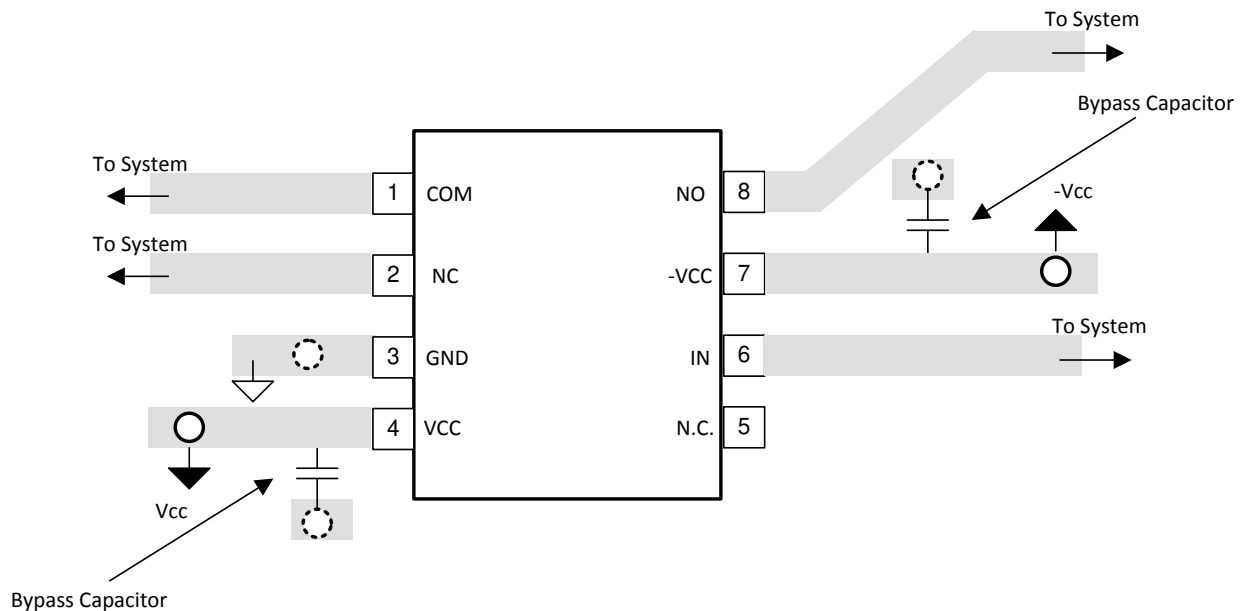 To System
Bypass Capacitor
To System
1 COM NO 8
-Vcc
To System
2 NC -VCC 7
To System
3 GND IN 6
4 VCC N.C. 5
Vcc
Bypass Capacitor